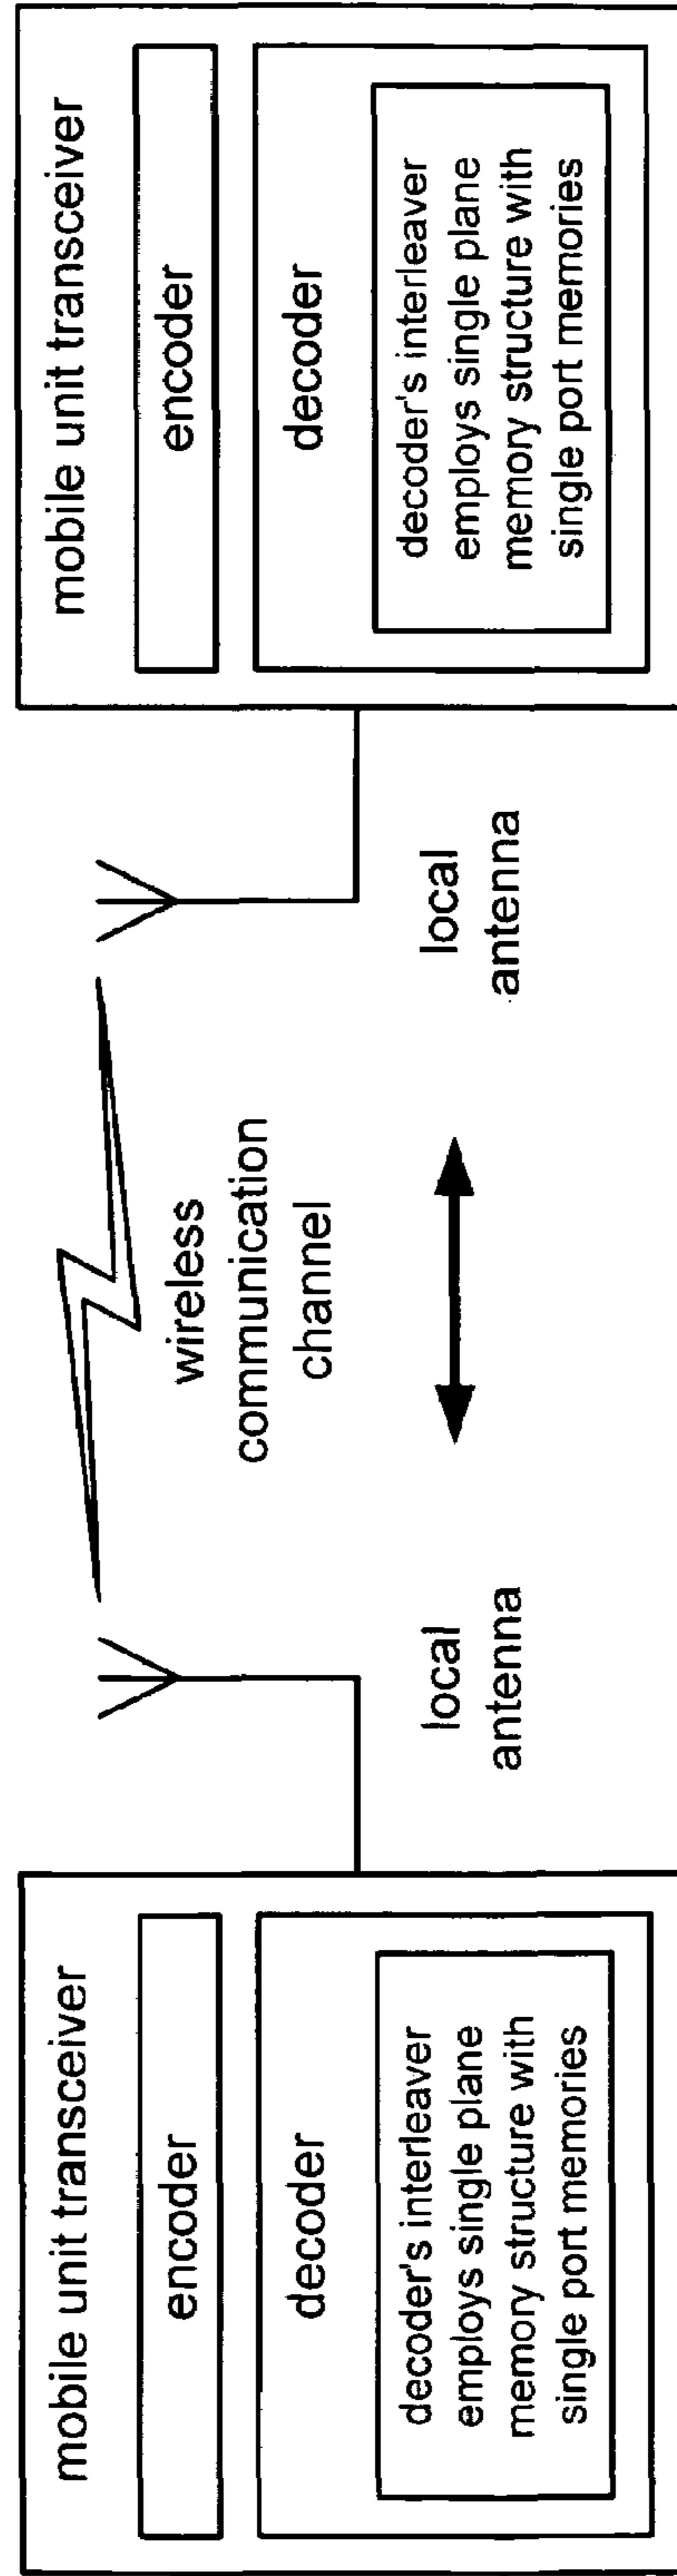 mobile unit transceiver
encoder
decoder
decoder's interleaver
employs single plane
memory structure with
single port memories
local
antenna
wireless
communication
channel
local
antenna
mobile unit transceiver
encoder
decoder
decoder's interleaver
employs single plane
memory structure with
single port memories